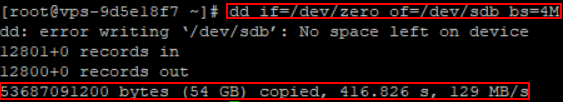 [root@vps-9d5e18f7 ~]# dd if=/dev/zero of=/dev/sdb bs=4M
dd: error writing ‘/dev/sdb’: No space left on device
12801+0 records in
12800+0 records out
53687091200 bytes (54 GB) copied, 416.826 s, 129 MB/s